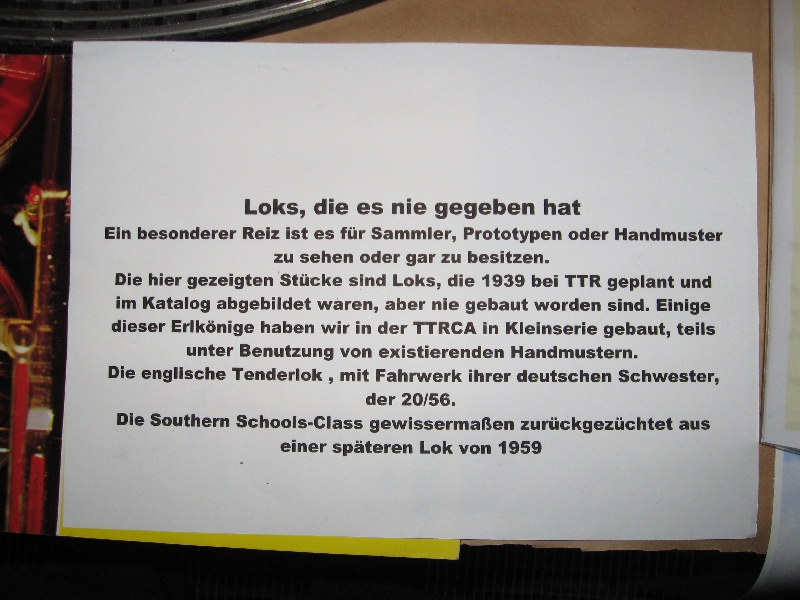 Loks, die es nie gegeben hat
Ein besonderer Reiz ist es für Sammler, Prototypen oder Handmuster
zu sehen oder gar zu besitzen.
Die hier gezeigten Stücke sind Loks, die 1939 bei TTR geplant und
im Katalog abgebildet waren, aber nie gebaut worden sind. Einige
dieser Erlkönige haben wir in der TTRCA in Kleinserie gebaut, teils
unter Benutzung von existierenden Handmustern.
Die englische Tenderlok , mit Fahrwerk ihrer deutschen Schwester,
der 20/56.
Die Southern Schools-Class gewissermaßen zurückgezüchtet aus
einer späteren Lok von 1959